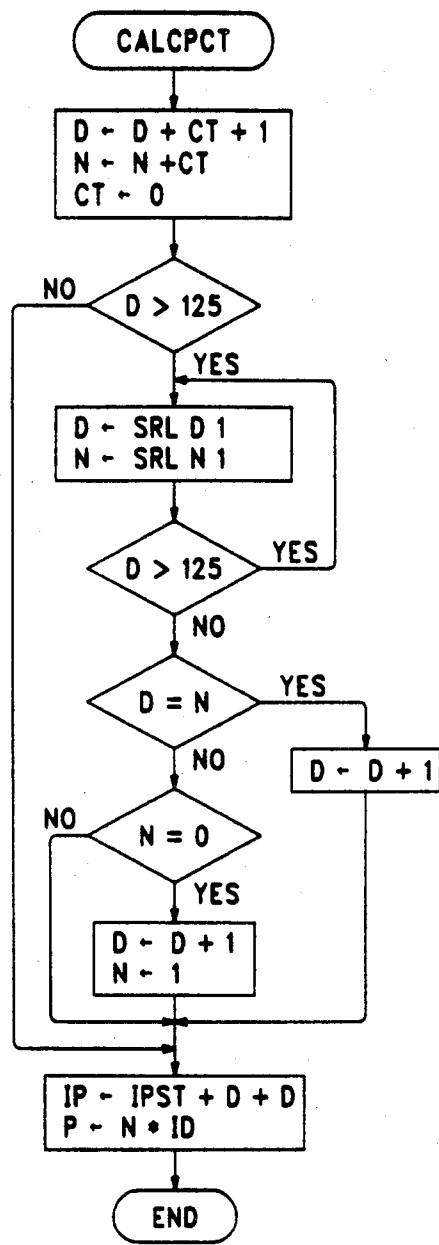 CALCPCT
D ← D + CT + 1
N ← N +CT
CT ← 0
NO
D > 125
YES
D ← SRL D 1
N ← SRL N 1
D > 125
YES
NO
D = N
YES
NO
D ← D + 1
NO
N = 0
YES
D ← D + 1
N ← 1
IP ← IPST + D + D
P ← N * ID
END